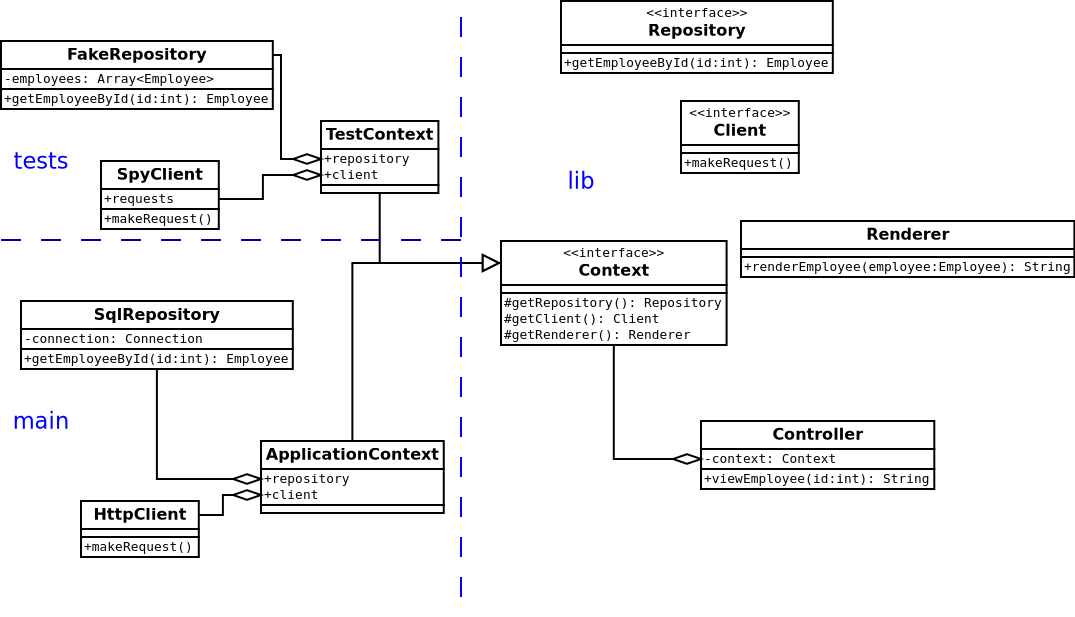 <<interface>>
Repository
+getEmployeeById(id:int): Employee
FakeRepository
-employees: Array<Employee>
+getEmployeeById(id:int): Employee
<<interface>>
Client
+makeRequest()
TestContext
+repository
+client
tests
SpyClient
+requests
+makeRequest()
lib
Renderer
+renderEmployee(employee:Employee): String
<<interface>>
Context
#getRepository(): Repository
#getClient(): Client
#getRenderer(): Renderer
SqlRepository
-connection: Connection
+getEmployeeById(id:int): Employee
main
Controller
-context: Context
+viewEmployee(id:int): String
ApplicationContext
+repository
+client
HttpClient
+makeRequest()